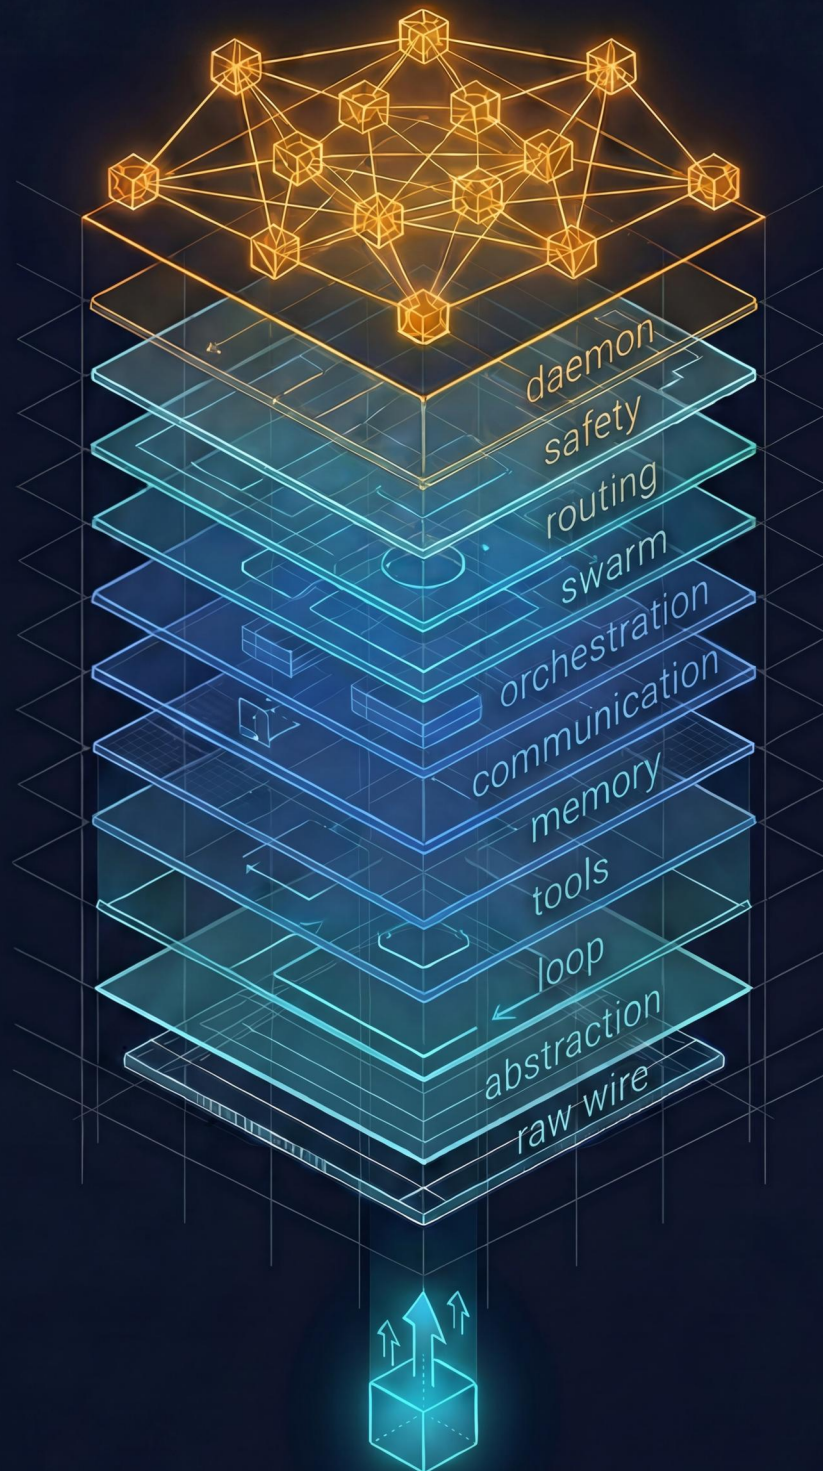 daemon
safety
routing
swarm
orchestration
communication
memory
tools
loop
abstraction
raw wire